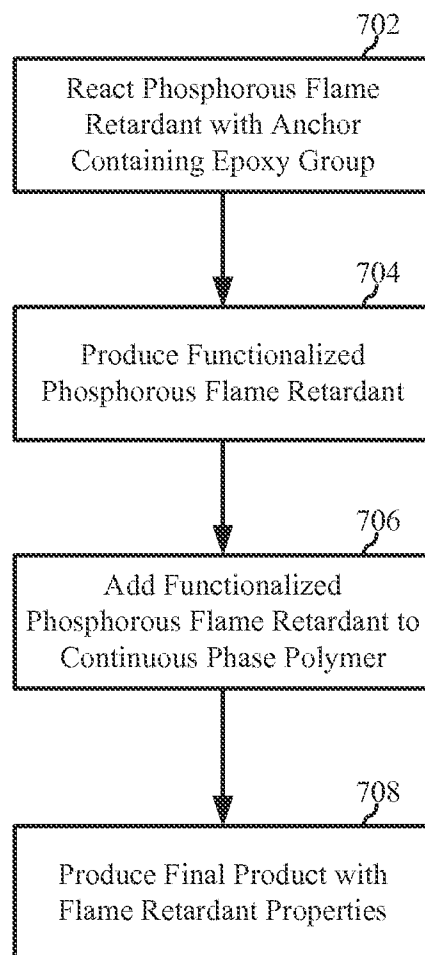 702
React Phosphorous Flame
Retardant with Anchor
Containing Epoxy Group
704
Produce Functionalized
Phosphorous Flame Retardant
706
Add Functionalized
Phosphorous Flame Retardant to
Continuous Phase Polymer
708
Produce Final Product with
Flame Retardant Properties